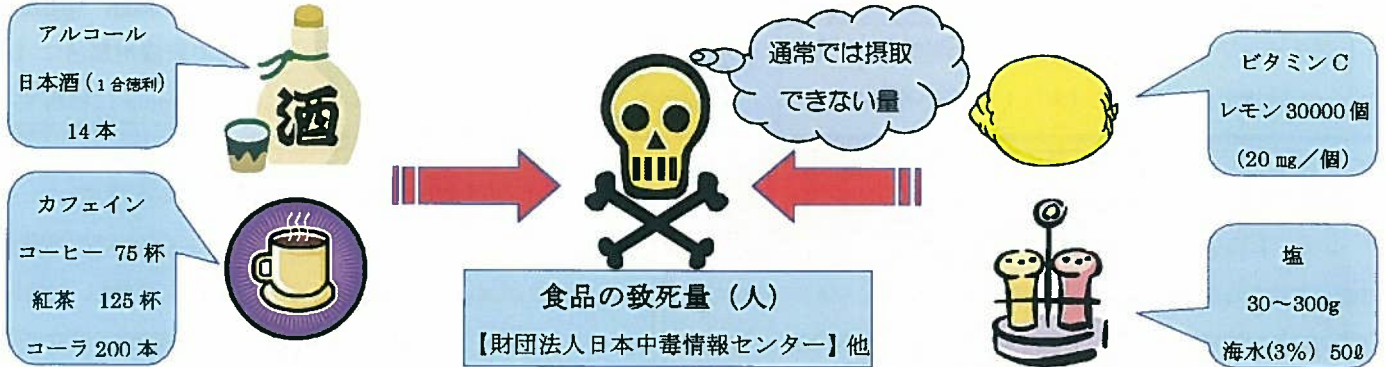 アルコール
日本酒(1合徳利)
14本
酒
カフェイン
コーヒー 75杯
紅茶 125杯
コーラ 200本
通常では摂取
できない量
食品の致死量(人)
【財団法人日本中毒情報センター】他
ビタミンC
レモン 30000個
(20㎎/個)
塩
30~300g
海水(3%) 50ℓ